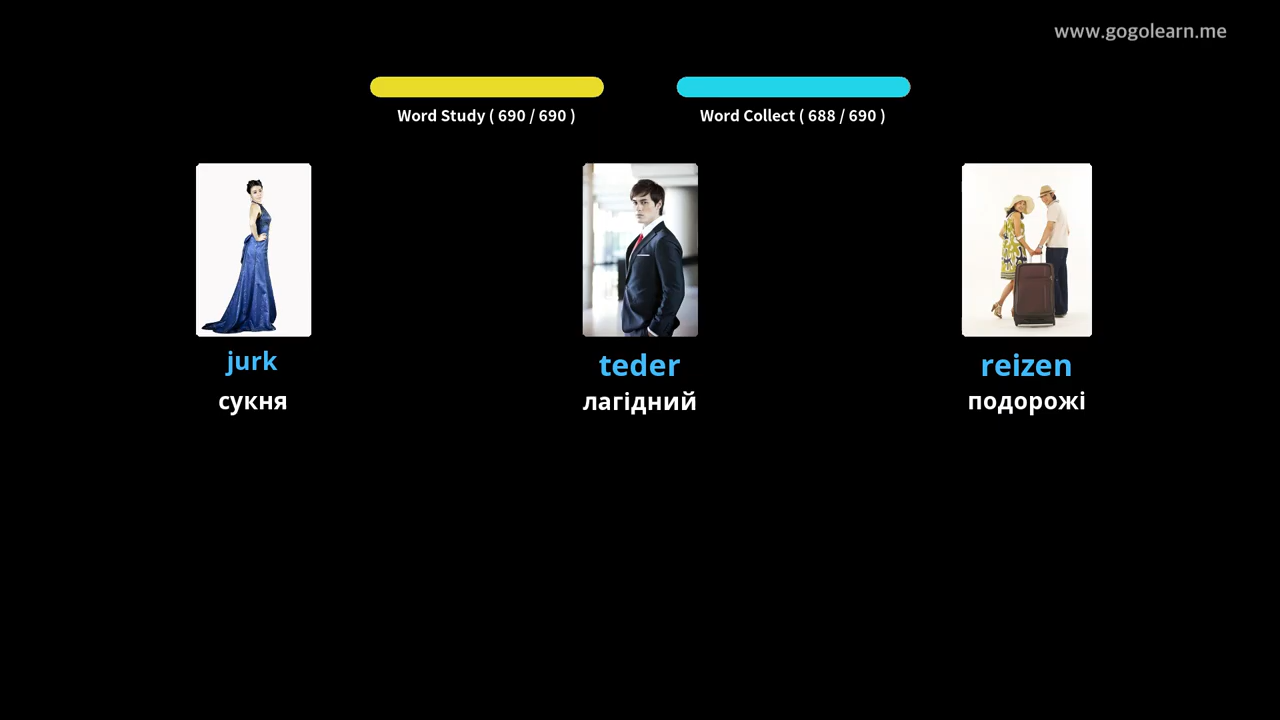 www.gogolearn.me
Word Study ( 690 / 690 )
Word Collect ( 688 / 690 )
jurk
teder
reizen
сукня
лагідний
подорожі